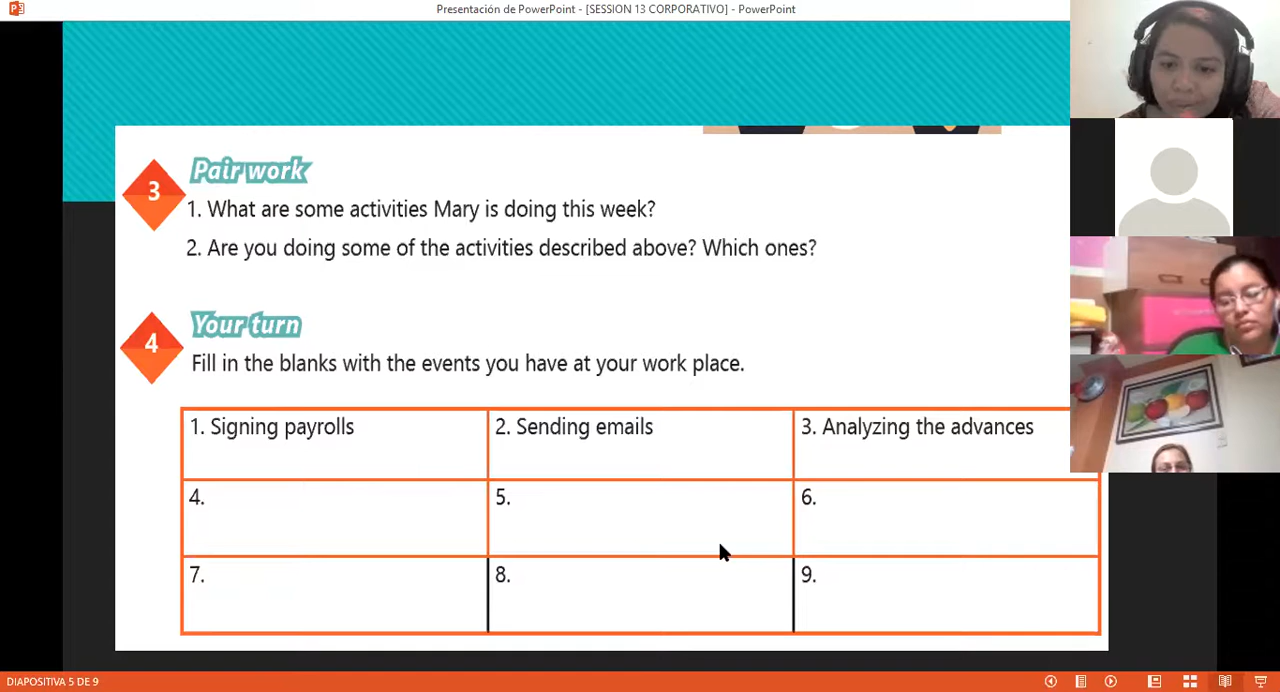 Presentación de PowerPoint - [SESSION 13 CORPORATIVO] - PowerPoint
3
Pair work
1. What are some activities Mary is doing this week?
2. Are you doing some of the activities described above? Which ones?
4
Your turn
Fill in the blanks with the events you have at your work place.
1. Signing payrolls
2. Sending emails
3. Analyzing the advances
4.
5.
6.
7.
8.
9.
DIAPOSITIVA 5 DE 9